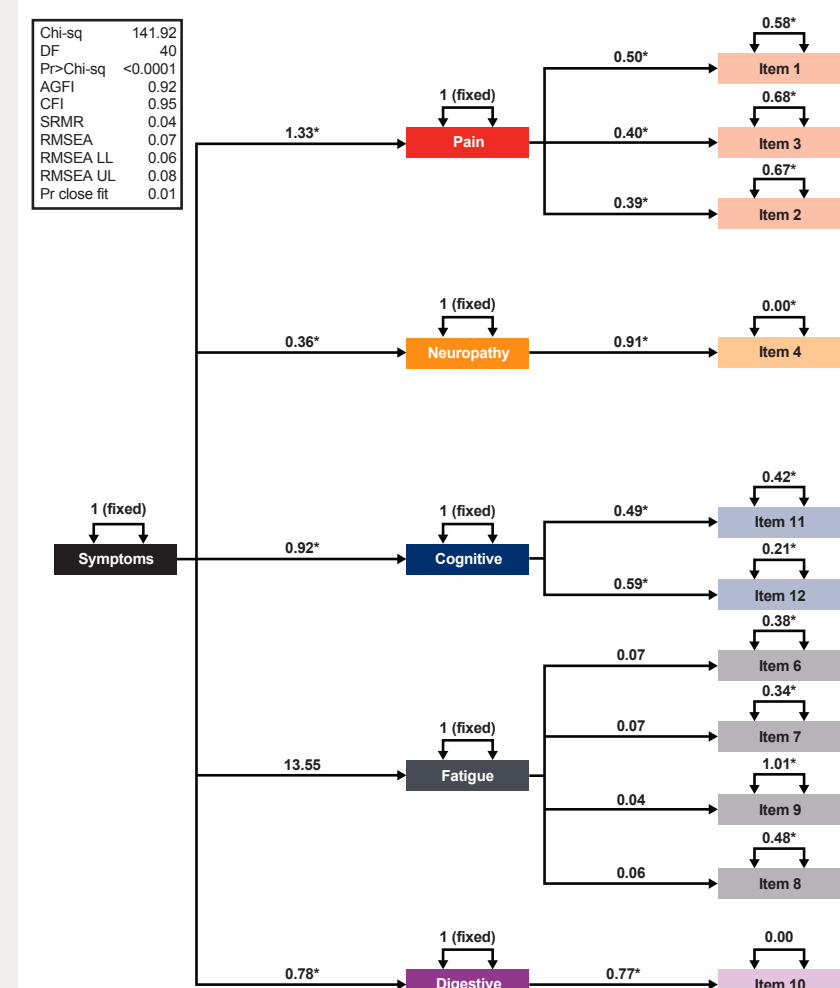 Chi-sq 141.92
DF 40
Pr>Chi-sq <0.0001
AGFI 0.92
CFI 0.95
SRMR 0.04
RMSEA 0.07
RMSEA LL 0.06
RMSEA UL 0.08
Pr close fit 0.01
0.58*
0.50*
Item 1
1 (fixed)
0.68*
1.33*
Pain
0.40*
Item 3
0.67*
0.39*
Item 2
1 (fixed)
0.00*
0.36*
Neuropathy
0.91*
Item 4
0.42*
1 (fixed)
1 (fixed)
0.49*
Item 11
0.21*
Symptoms
0.92*
Cognitive
0.59*
Item 12
0.38*
0.07
Item 6
0.34*
1 (fixed)
0.07
Item 7
1.01*
13.55
Fatigue
0.04
Item 9
0.48*
0.06
Item 8
1 (fixed)
0.00
0.78*
Digestive
0.77*
Item 10